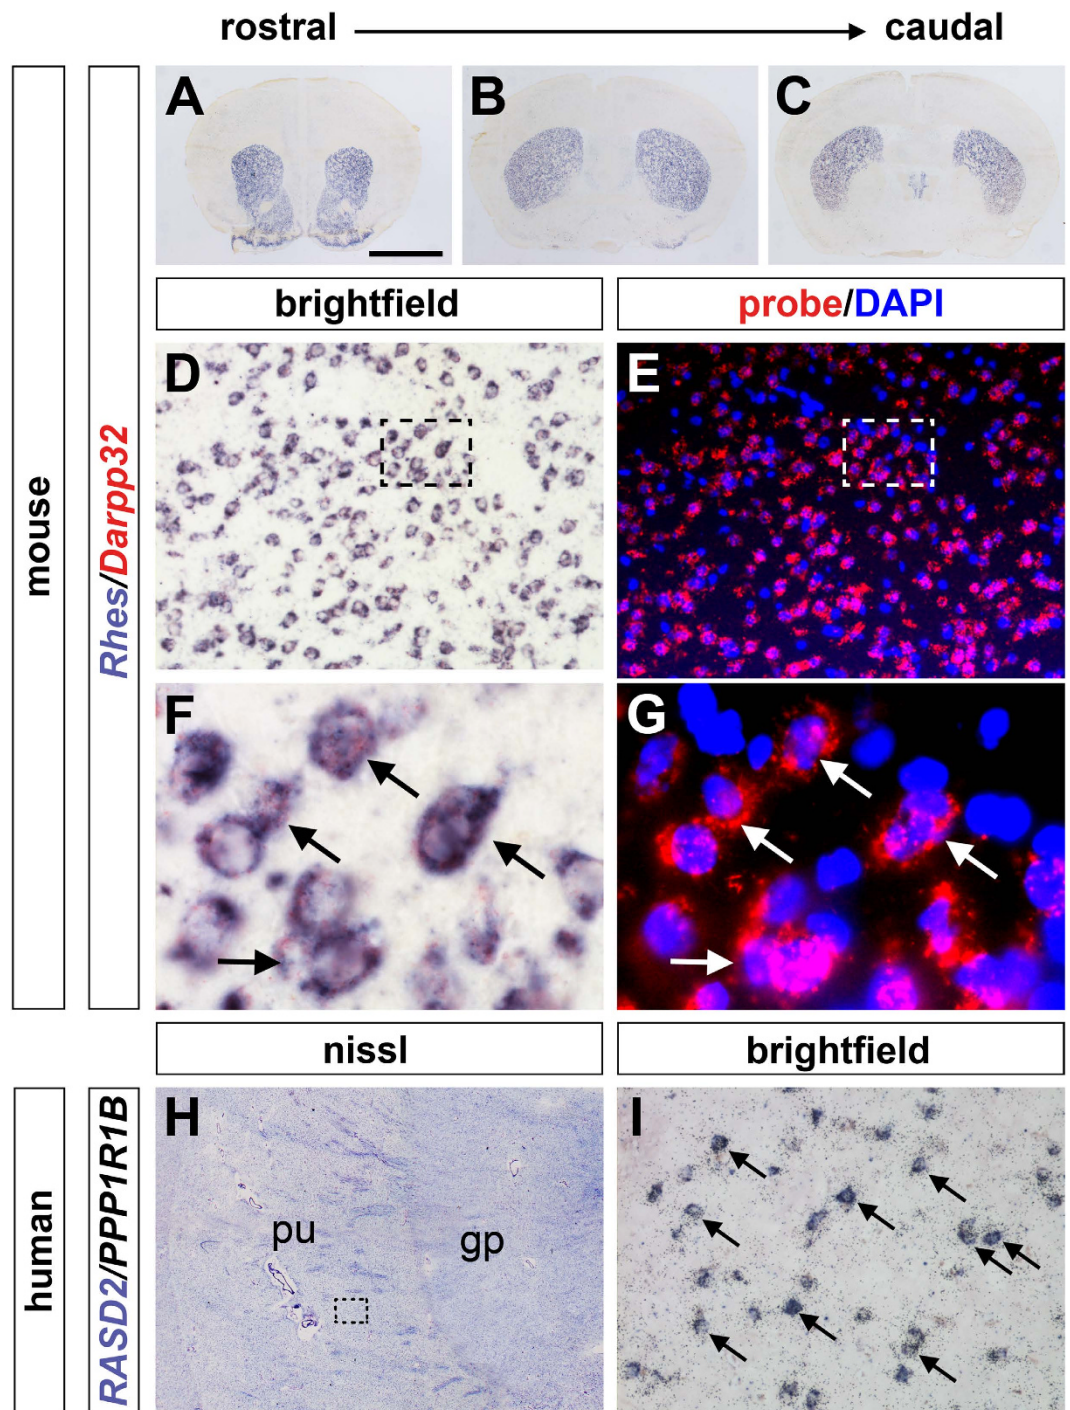 rostral caudal
A
B
C
brightfield
probe/DAPI
mouse
Rhes/Darpp32
D
E
F
G
nissl
brightfield
human
RASD2/PPP1R1B
H
pu
gp
I